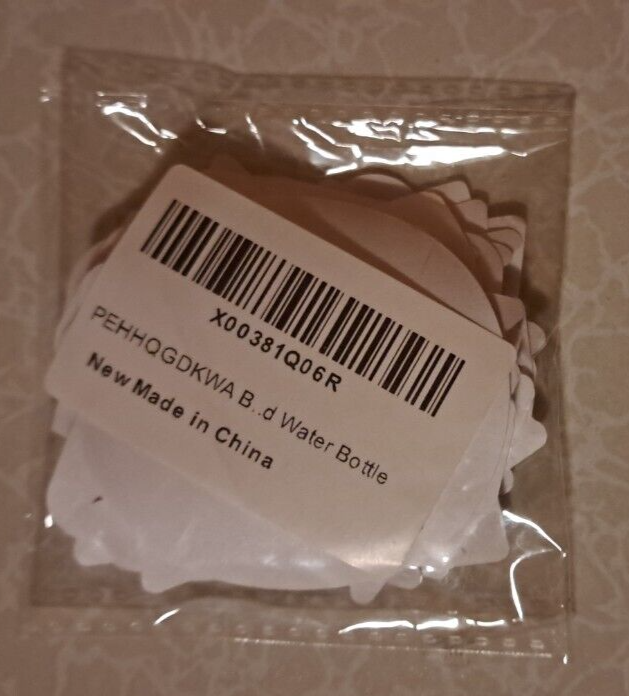 X00381Q06R
PEHHQGDKWA B..d Water Bottle
New Made in China